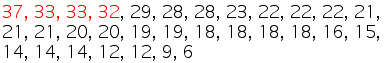 37, 33, 33, 32, 29, 28, 28, 23, 22, 22, 22, 21,
21, 21, 20, 20, 19, 19, 18, 18, 18, 18, 16, 15,
14, 14, 14, 12, 12, 9, 6